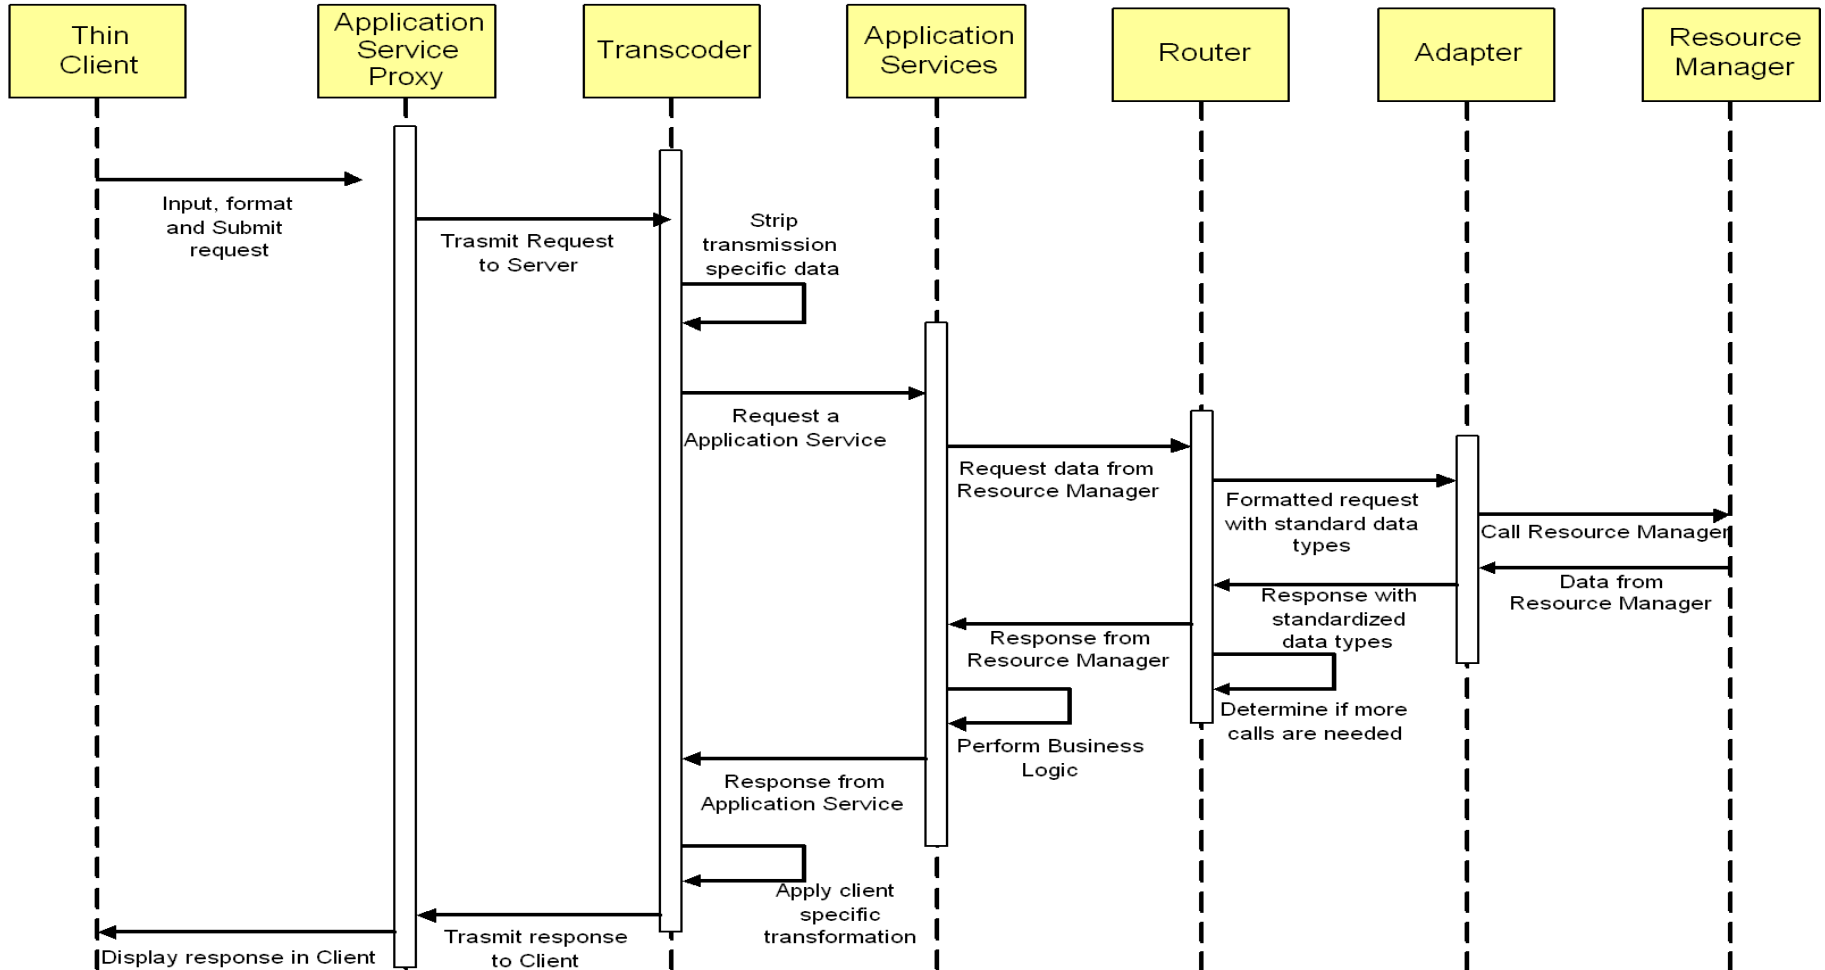 Thin
Client
Application
Service
Proxy
Transcoder
Application
Services
Router
Adapter
Resource
Manager
Input, format
and Submit
request
Trasmit Request
to Server
Strip
transmission
specific data
Request a
Application Service
Request data from
Resource Manager
Formatted request
with standard data
types
Call Resource Manager
Data from
Resource Manager
Response with
standardized
data types
Response from
Resource Manager
Determine if more
calls are needed
Perform Business
Logic
Response from
Application Service
Apply client
specific
transformation
Trasmit response
to Client
Display response in Client